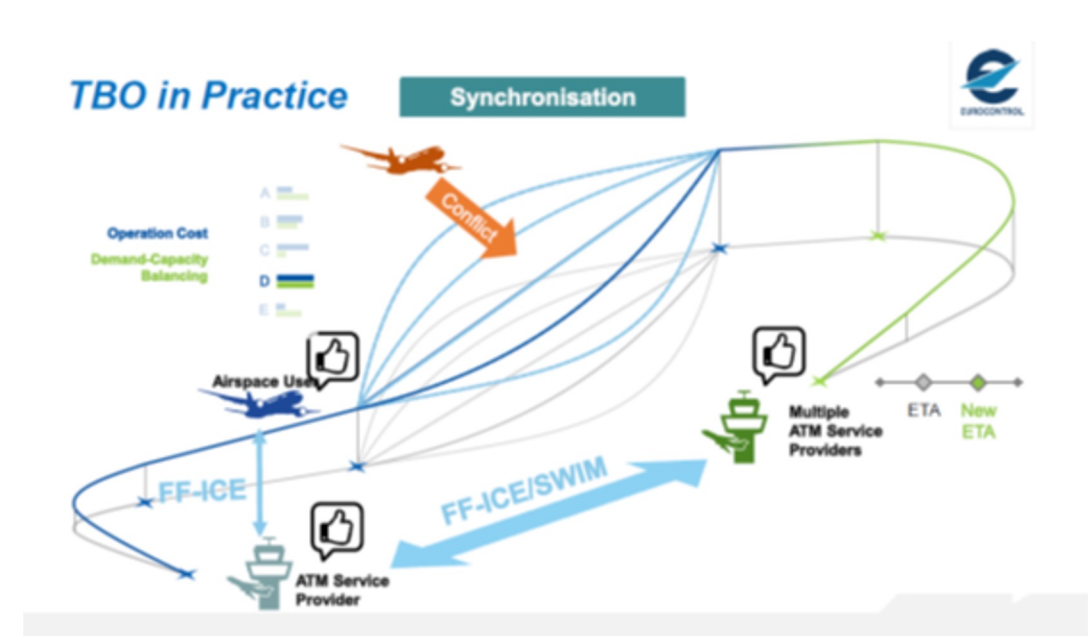 TBO in Practice
Synchronisation
EUROCONTROL
Conflict
A
B
C
D
E
Operation Cost
Demand-Capacity
Balancing
Airspace User
FF-ICE
FF-ICE/SWIM
ATM Service
Provider
Multiple
ATM Service
Providers
ETA
New
ETA